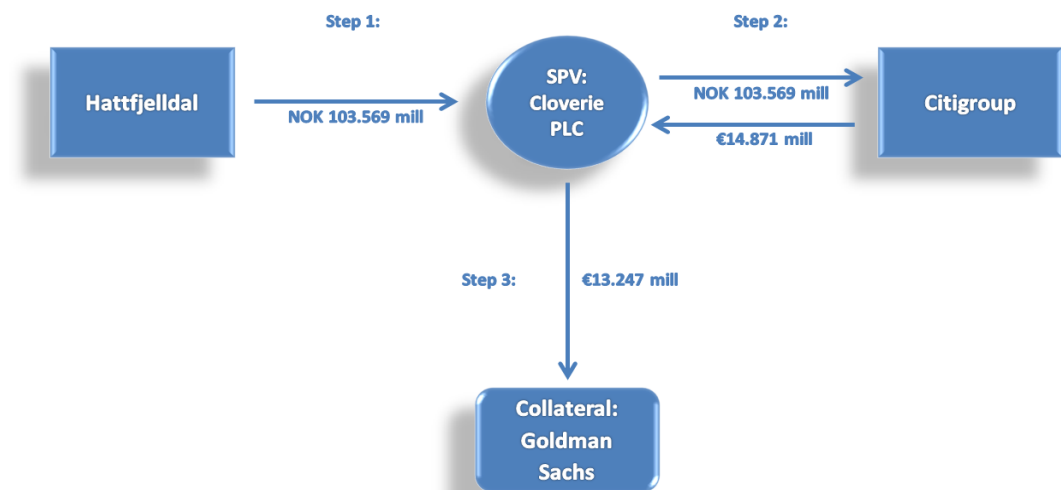 Step 1:
Step 2:
Hattfjelldal
NOK 103.569 mill
SPV:
Cloverie
PLC
NOK 103.569 mill
€14.871 mill
Citigroup
Step 3:
€13.247 mill
Collateral:
Goldman
Sachs